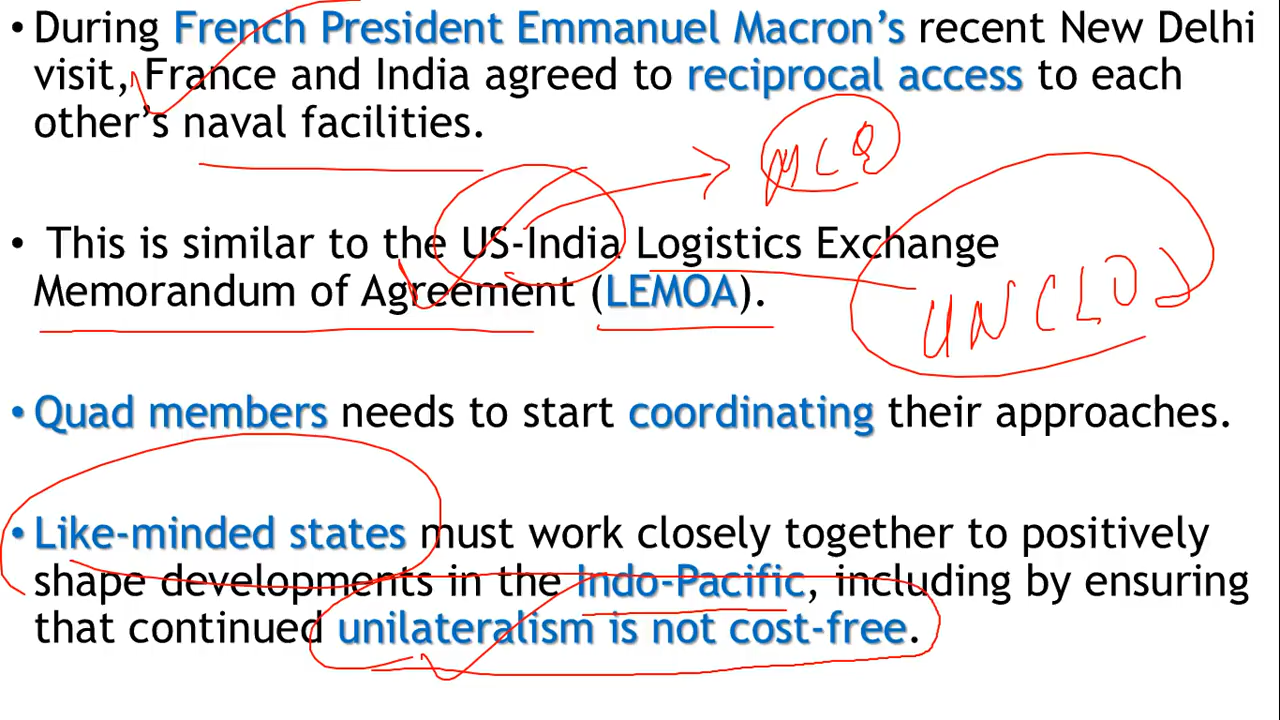 • During French President Emmanuel Macron’s recent New Delhi
visit, France and India agreed to reciprocal access to each
other’s naval facilities.
MCQ
• This is similar to the US-India Logistics Exchange
Memorandum of Agreement (LEMOA).
UNCLOS
• Quad members needs to start coordinating their approaches.
• Like-minded states must work closely together to positively
shape developments in the Indo-Pacific, including by ensuring
that continued unilateralism is not cost-free.